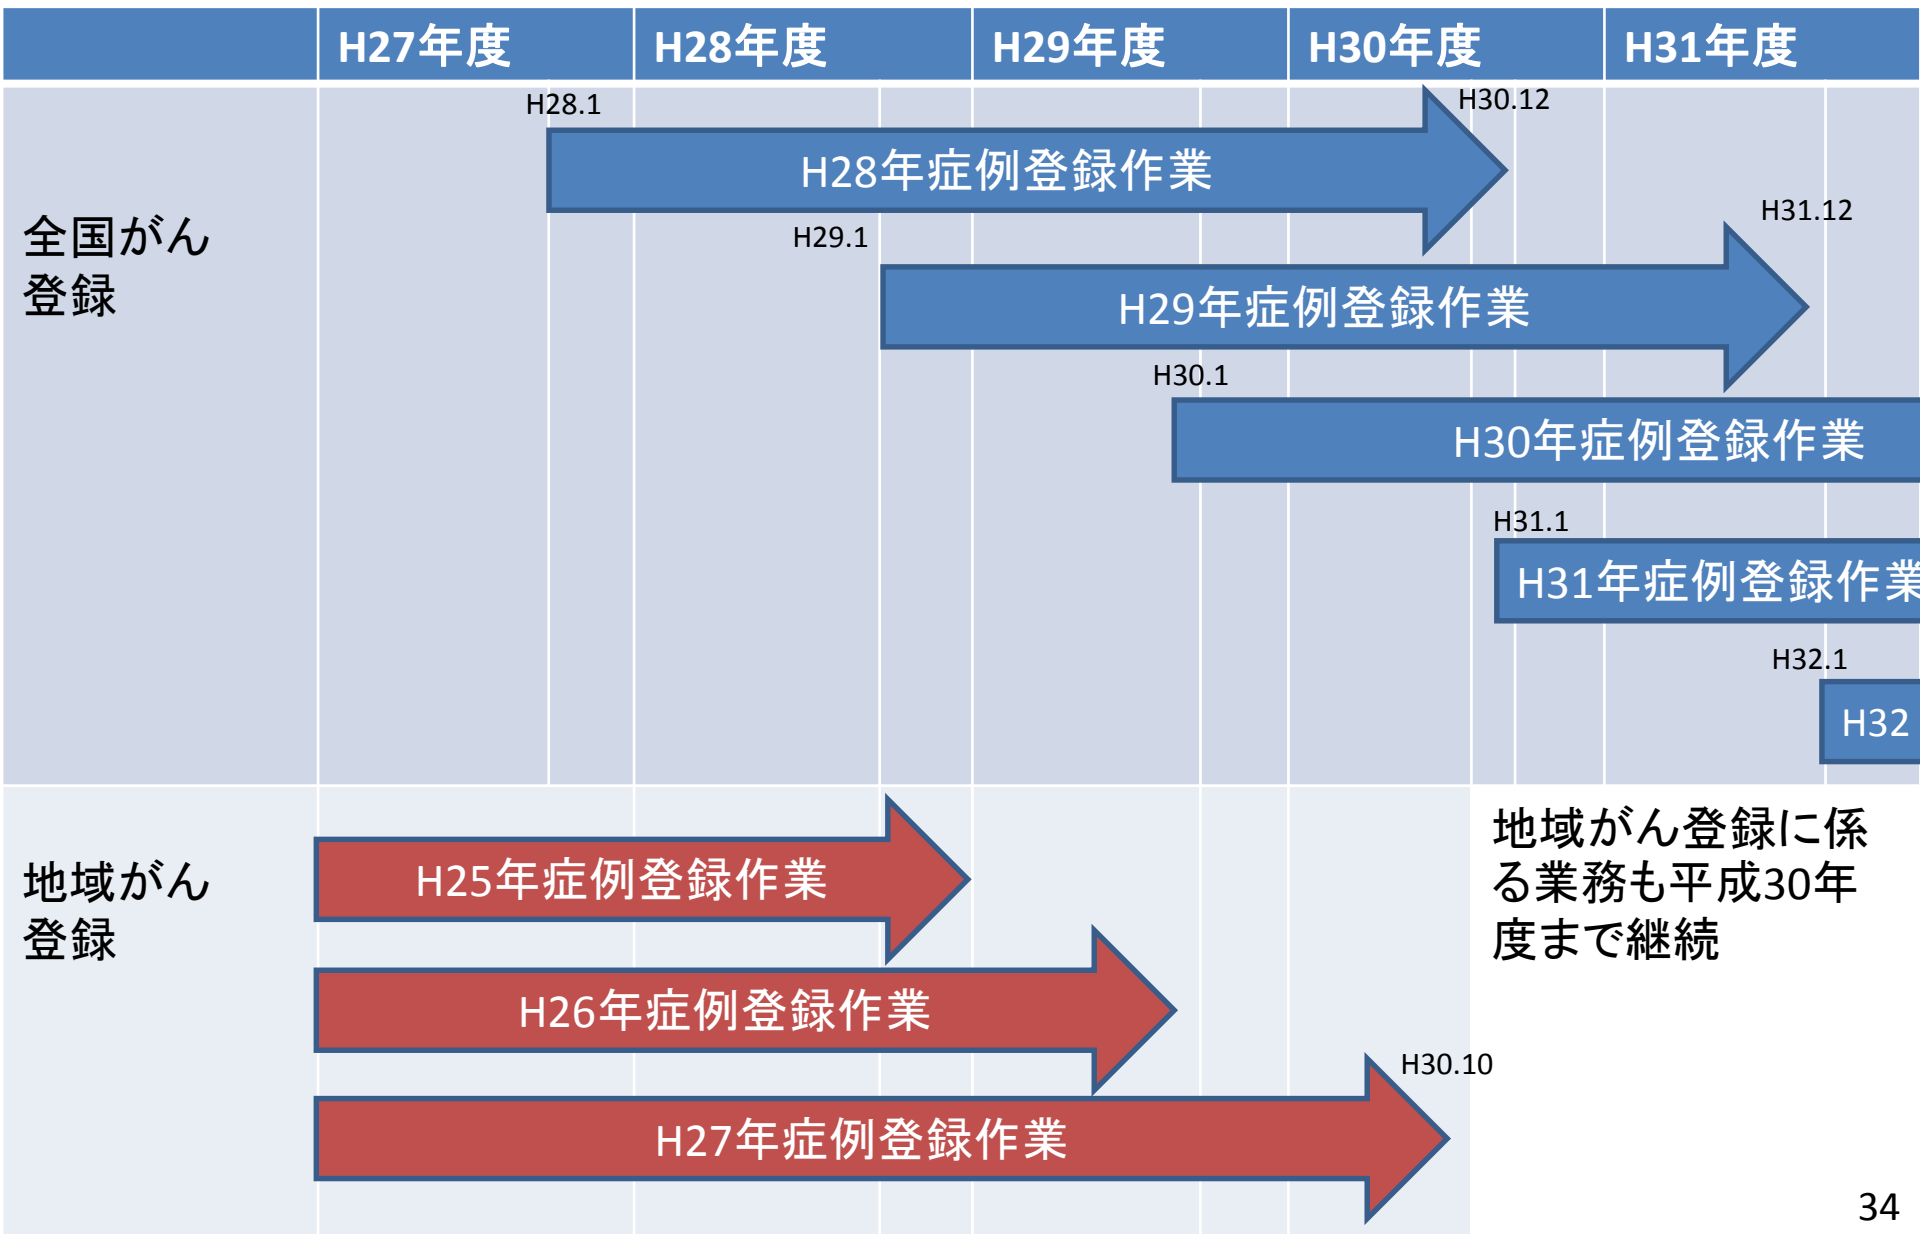 H27年度 H28年度 H29年度 H30年度 H31年度
H28.1
H30.12
H28年症例登録作業
全国がん
登録
H29.1
H31.12
H29年症例登録作業
H30.1
H30年症例登録作業
H31.1
H31年症例登録作業
H32.1
H32
地域がん
登録
H25年症例登録作業
H26年症例登録作業
H30.10
H27年症例登録作業
地域がん登録に係
る業務も平成30年
度まで継続
34